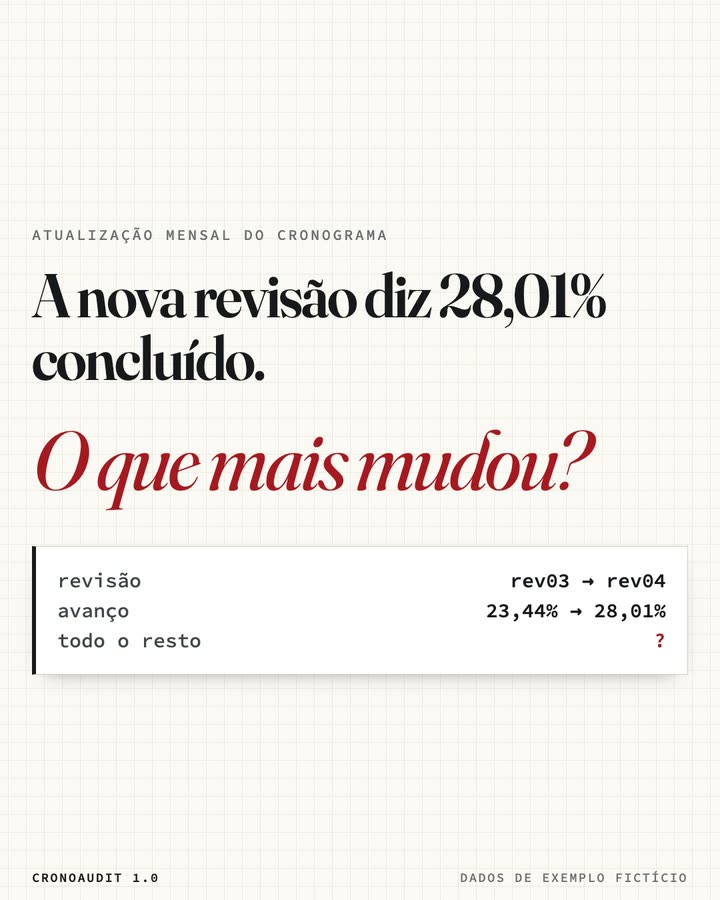 ATUALIZAÇÃO MENSAL DO CRONOGRAMA
A nova revisão diz 28,01%
concluído.
O que mais mudou?
revisão rev03 → rev04
avanço 23,44% → 28,01%
todo o resto ?
CRONOAUDIT 1.0 DADOS DE EXEMPLO FICTÍCIO